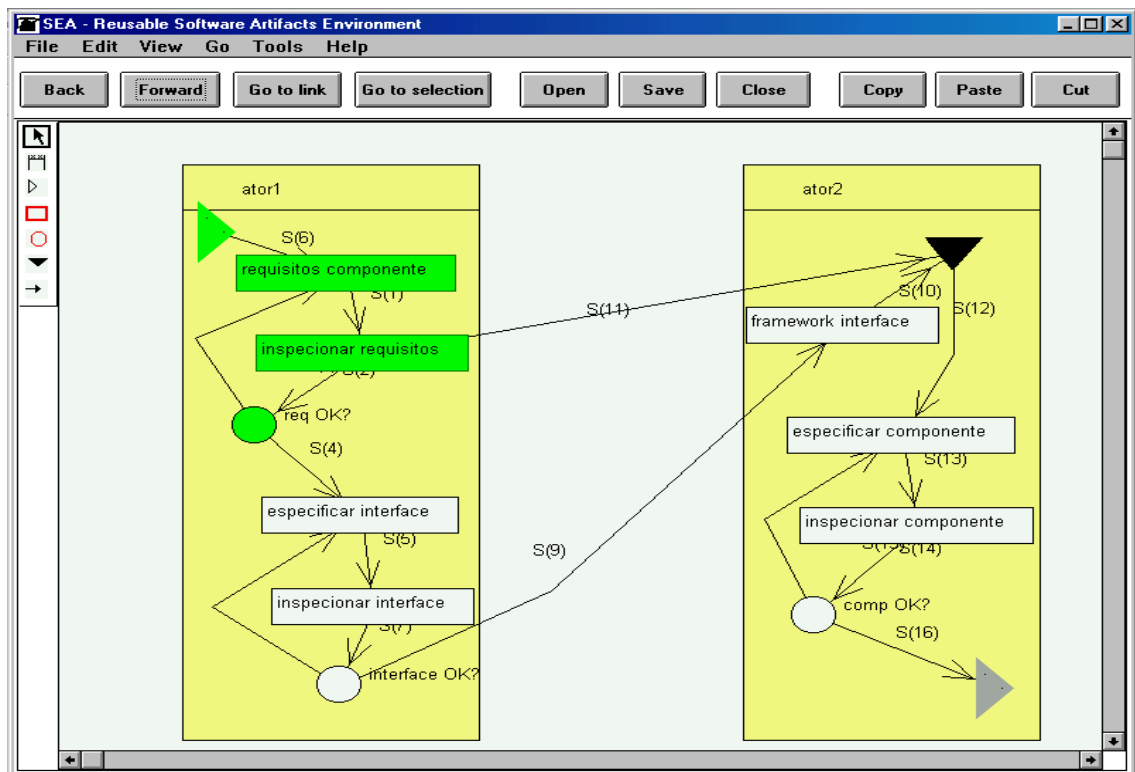 SEA - Reusable Software Artifacts Environment
File Edit View Go Tools Help
Back Forward Go to link Go to selection Open Save Close Copy Paste Cut
ator1
ator2
S(6)
requisitos componente
S(1)
S(10)
S(11)
S(12)
framework interface
inspecionar requisitos
S(2)
req OK?
especificar componente
S(4)
S(13)
especificar interface
inspecionar componente
S(5)
S(9)
S(14)
inspecionar interface
comp OK?
S(7)
S(16)
interface OK?